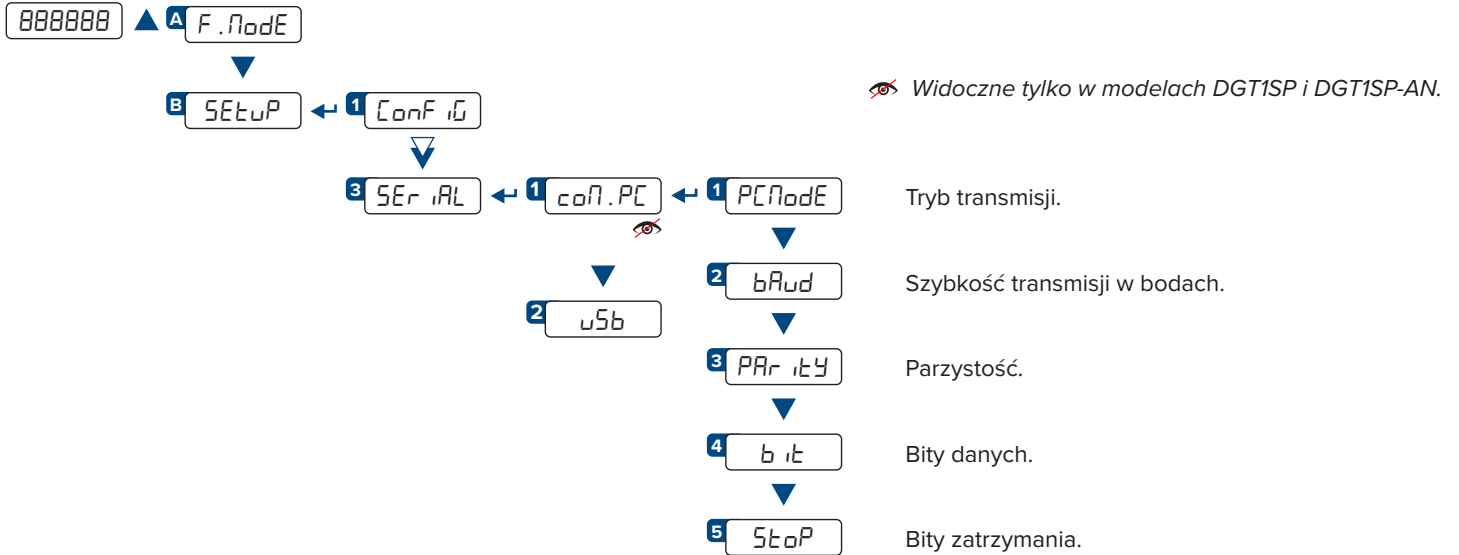 888888 A F.ModE
B SEtuP 1 ConFiG
Widoczne tylko w modelach DGT1SP i DGT1SP-AN.
3 SEriAL 1 coM.PC 1 PCModE Tryb transmisji.
2 bAud Szybkość transmisji w bodach.
2 uSb
3 PAritY Parzystość.
4 bit Bity danych.
5 StoP Bity zatrzymania.